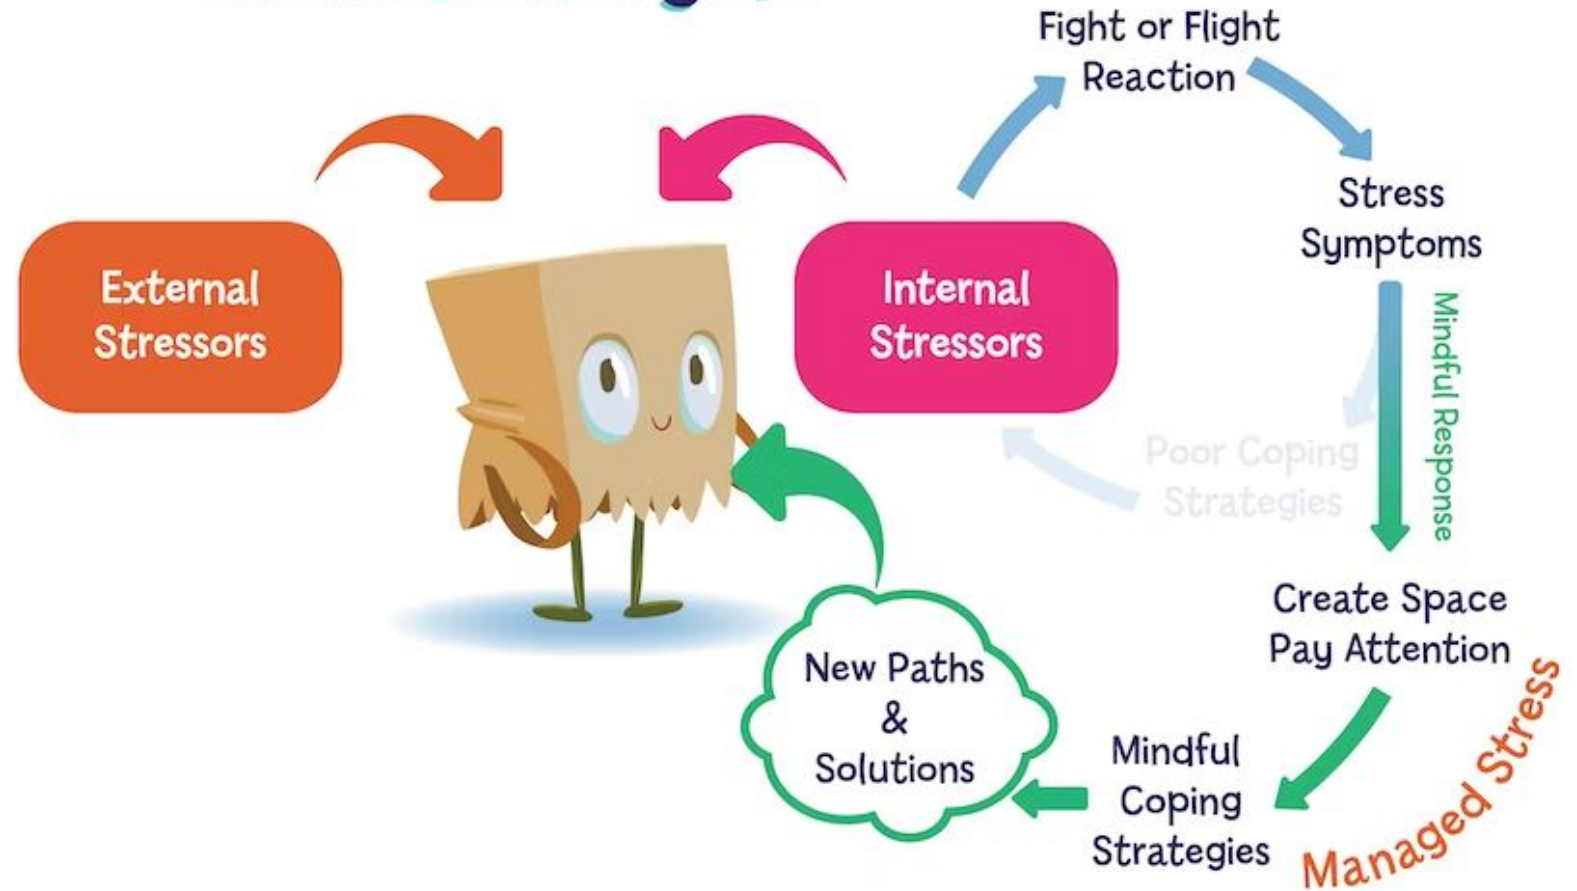 Fight or Flight
Reaction
Stress
Symptoms
External
Stressors
Internal
Stressors
Mindful Response
Poor Coping
Strategies
Create Space
Pay Attention
New Paths
&
Solutions
Mindful
Coping
Strategies
Managed Stress